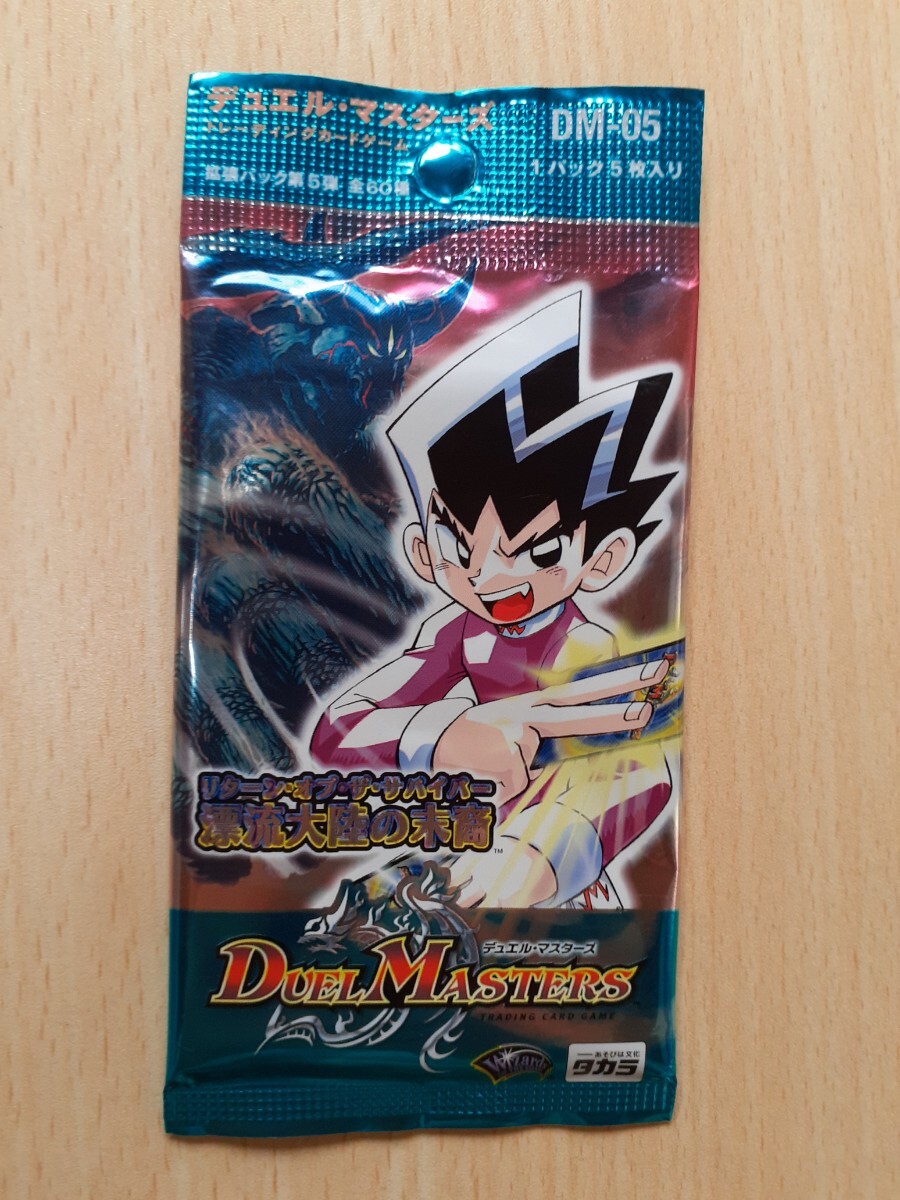 デュエル・マスターズ
トレーディングカードゲーム
拡張パック第5弾 全60種
DM-05
1パック5枚入り
リターン・オブ・ザ・サバイバー
漂流大陸の末裔
TM
デュエル・マスターズ
DUEL MASTERS
TRADING CARD GAME
Wizards
あそびは文化
タカラ